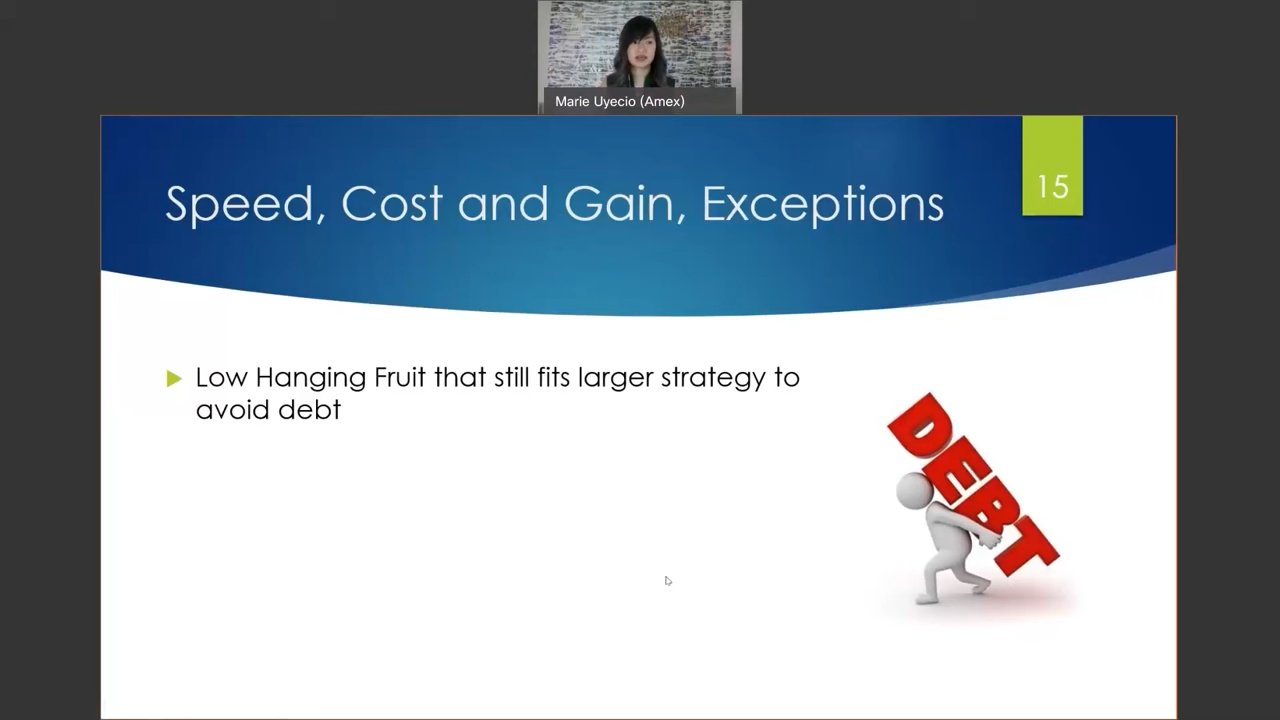 Marie Uyecio (Amex)
Speed, Cost and Gain, Exceptions
15
Low Hanging Fruit that still fits larger strategy to
avoid debt
DEBT